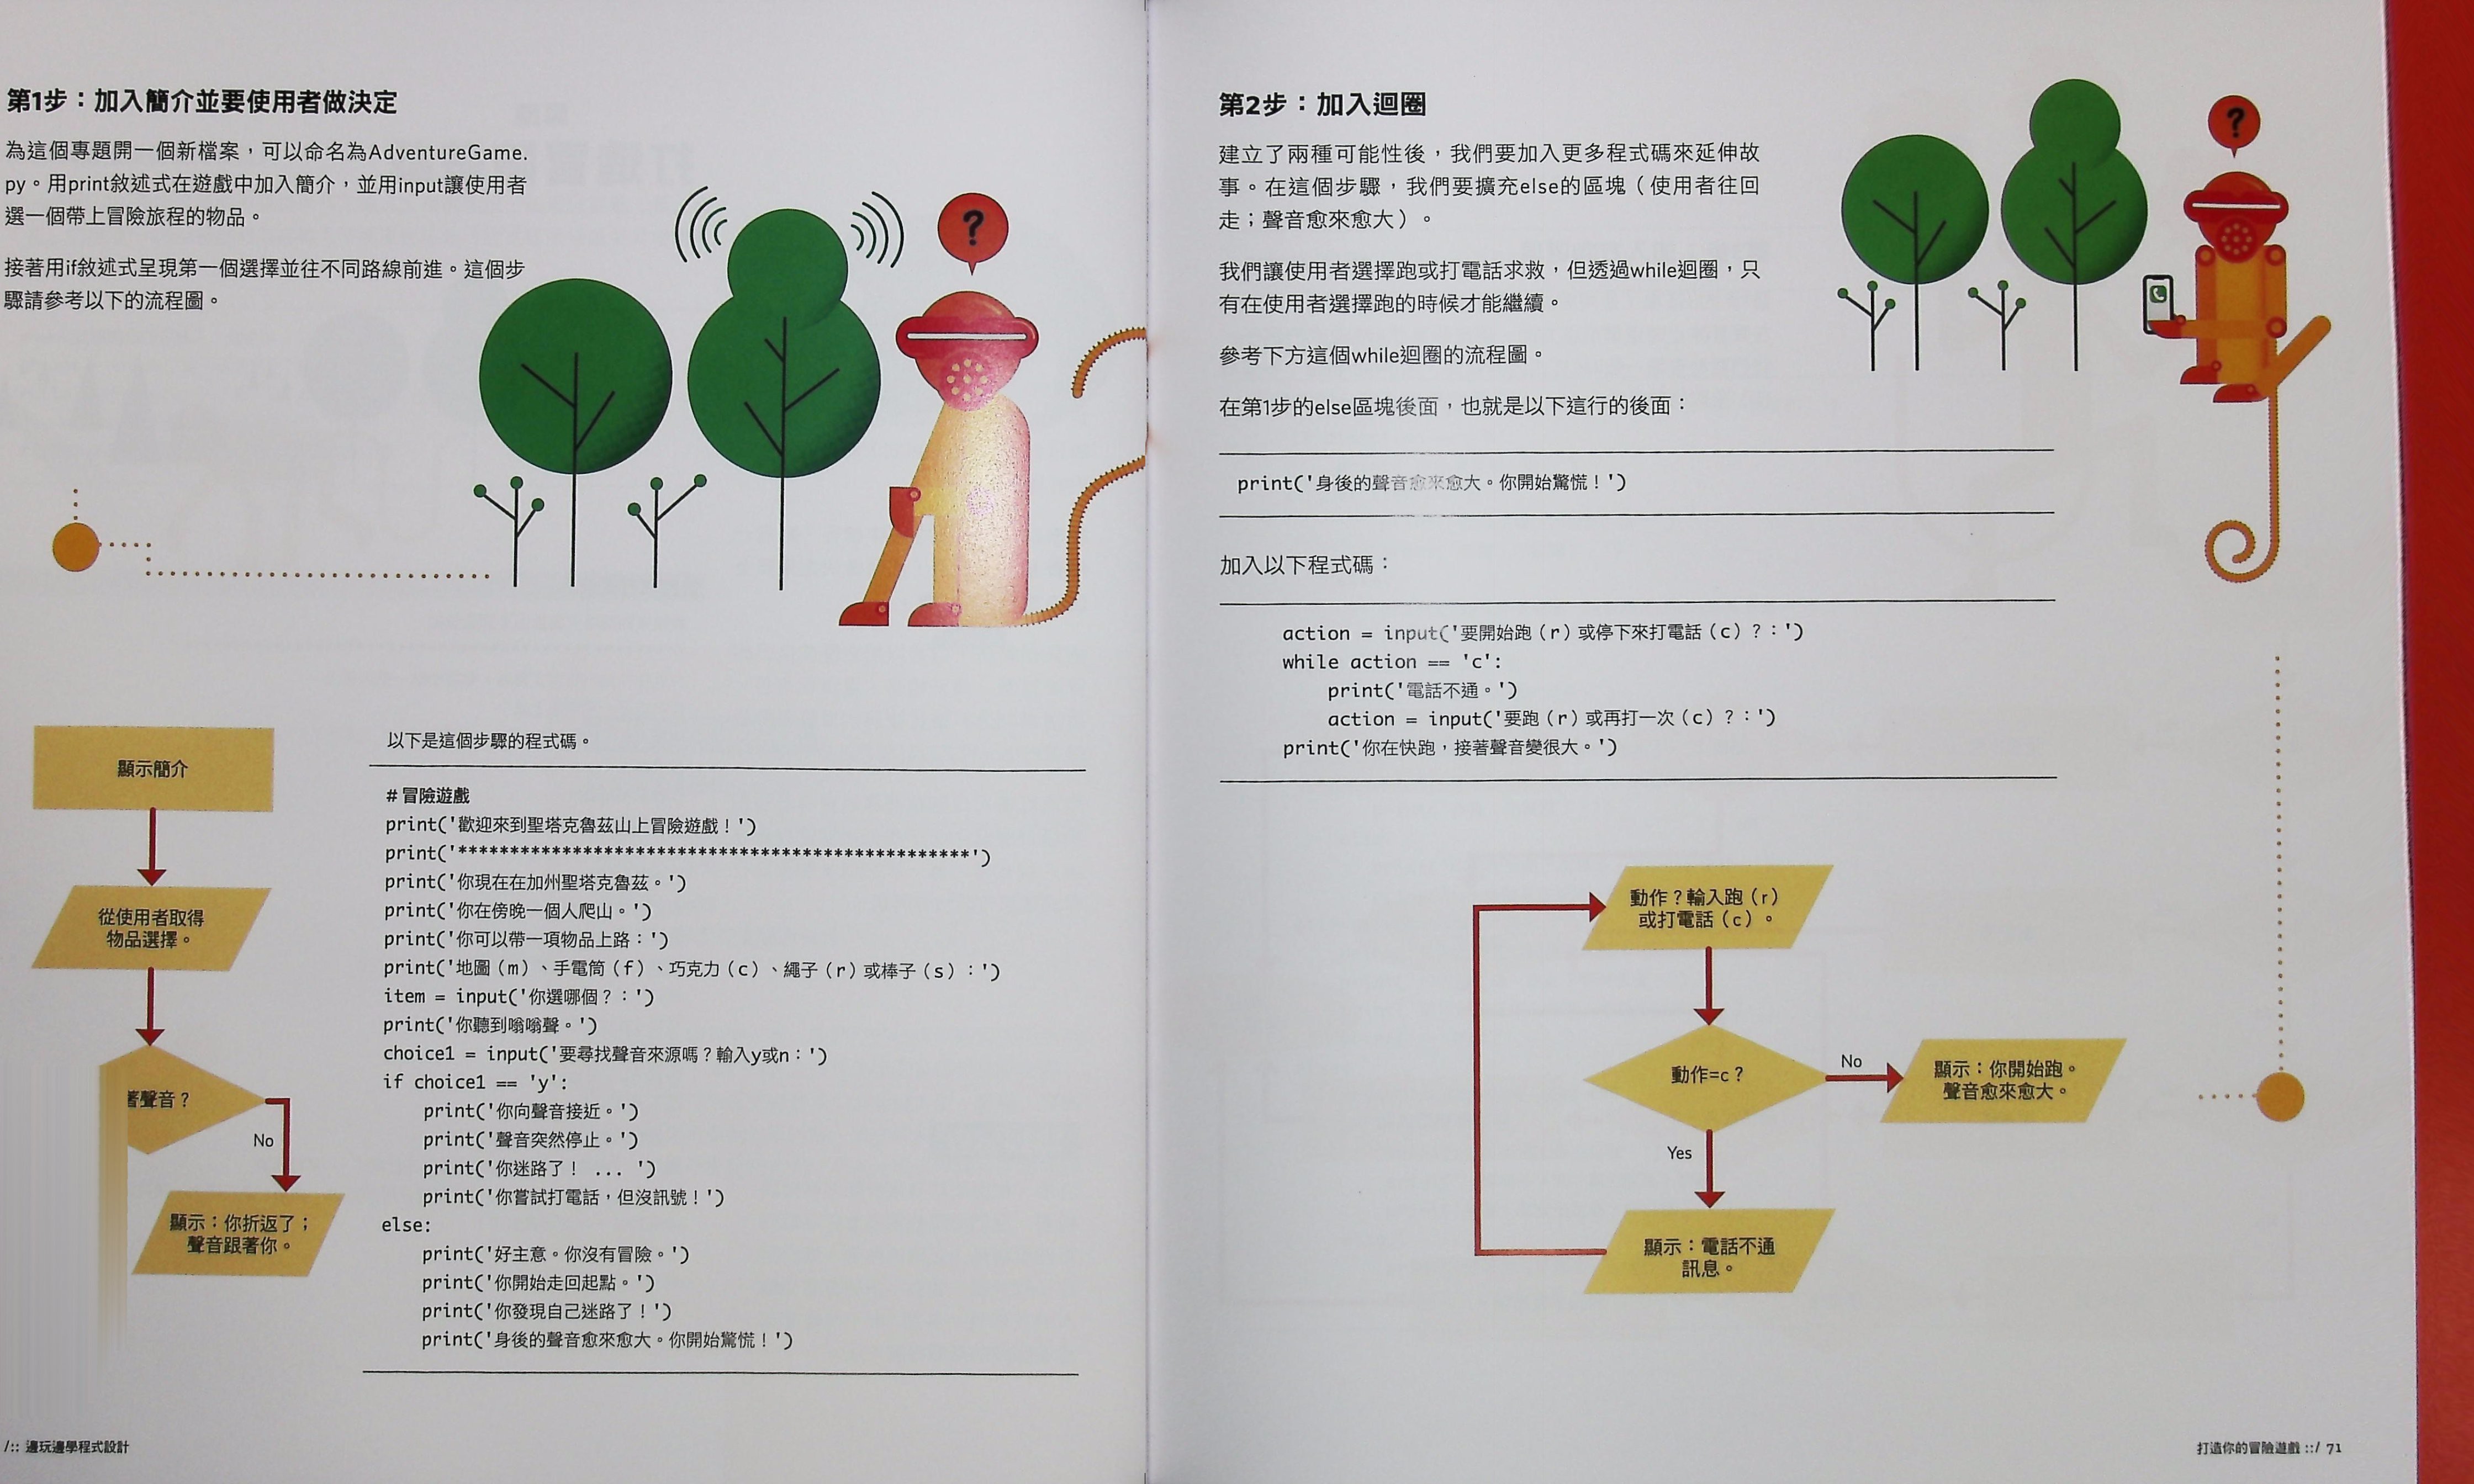 第1步：加入簡介並要使用者做決定
為這個專題開一個新檔案，可以命名為AdventureGame.
py。用print敘述式在遊戲中加入簡介，並用input讓使用者
選一個帶上冒險旅程的物品。
接著用if敘述式呈現第一個選擇並往不同路線前進。這個步
驟請參考以下的流程圖。
?
顯示簡介
從使用者取得
物品選擇。
著聲音？
No
顯示：你折返了；
聲音跟著你。
以下是這個步驟的程式碼。
# 冒險遊戲
print('歡迎來到聖塔克魯茲山上冒險遊戲！')
print('**************************************************')
print('你現在在加州聖塔克魯茲。')
print('你在傍晚一個人爬山。')
print('你可以帶一項物品上路：')
print('地圖（m）、手電筒（f）、巧克力（c）、繩子（r）或棒子（s）：')
item = input('你選哪個？：')
print('你聽到嗡嗡聲。')
choice1 = input('要尋找聲音來源嗎？輸入y或n：')
if choice1 == 'y':
    print('你向聲音接近。')
    print('聲音突然停止。')
    print('你迷路了！ ... ')
    print('你嘗試打電話，但沒訊號！')
else:
    print('好主意。你沒有冒險。')
    print('你開始走回起點。')
    print('你發現自己迷路了！')
    print('身後的聲音愈來愈大。你開始驚慌！')
/:: 邊玩邊學程式設計
第2步：加入迴圈
建立了兩種可能性後，我們要加入更多程式碼來延伸故
事。在這個步驟，我們要擴充else的區塊（使用者往回
走；聲音愈來愈大）。
我們讓使用者選擇跑或打電話求救，但透過while迴圈，只
有在使用者選擇跑的時候才能繼續。
參考下方這個while迴圈的流程圖。
在第1步的else區塊後面，也就是以下這行的後面：
?
print('身後的聲音愈來愈大。你開始驚慌！')
加入以下程式碼：
action = input('要開始跑（r）或停下來打電話（c）？：')
while action == 'c':
    print('電話不通。')
    action = input('要跑（r）或再打一次（c）？：')
print('你在快跑，接著聲音變很大。')
動作？輸入跑（r）
或打電話（c）。
動作=c？
No
顯示：你開始跑。
聲音愈來愈大。
Yes
顯示：電話不通
訊息。
打造你的冒險遊戲 ::/ 71